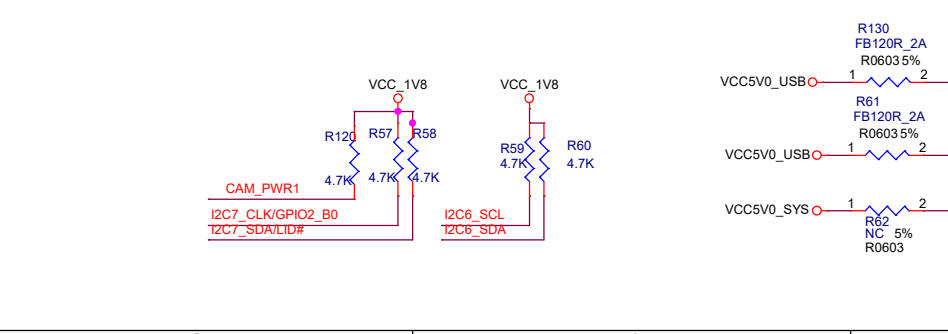 R130
FB120R_2A
R0603 5%
VCC5V0_USB 1 2
VCC_1V8 VCC_1V8
R61
FB120R_2A
R0603 5%
VCC5V0_USB 1 2
R120 R57 R58 R59 R60
4.7K 4.7K 4.7K 4.7K 4.7K
CAM_PWR1
I2C7_CLK/GPIO2_B0 I2C6_SCL
I2C7_SDA/LID# I2C6_SDA
VCC5V0_SYS 1 2
R62
NC 5%
R0603